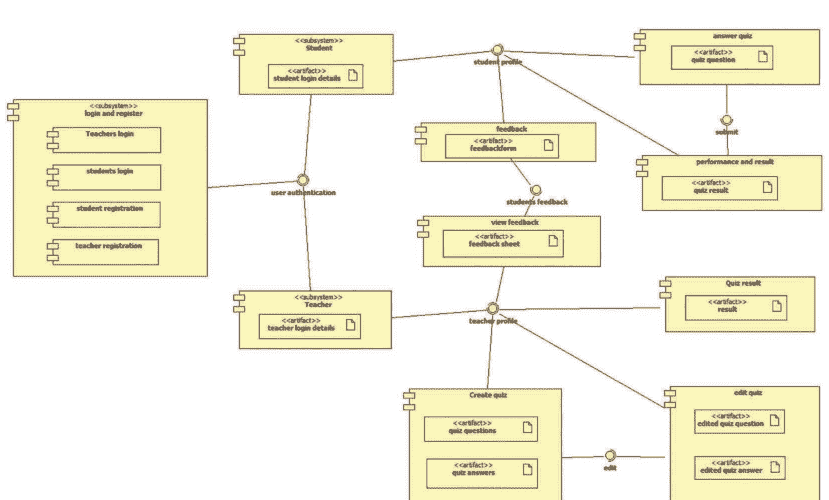 <<subsystem>>
login and register
Teachers login
students login
student registration
teacher registration
user authentication
<<subsystem>>
Student
<<artifact>>
student login details
<<subsystem>>
Teacher
<<artifact>>
teacher login details
student profile
feedback
<<artifact>>
feedbackform
students feedback
view feedback
<<artifact>>
feedback sheet
teacher profile
answer quiz
<<artifact>>
quiz question
submit
performance and result
<<artifact>>
quiz result
Quiz result
<<artifact>>
result
Create quiz
<<artifact>>
quiz questions
<<artifact>>
quiz answers
edit
edit quiz
<<artifact>>
edited quiz question
<<artifact>>
edited quiz answer